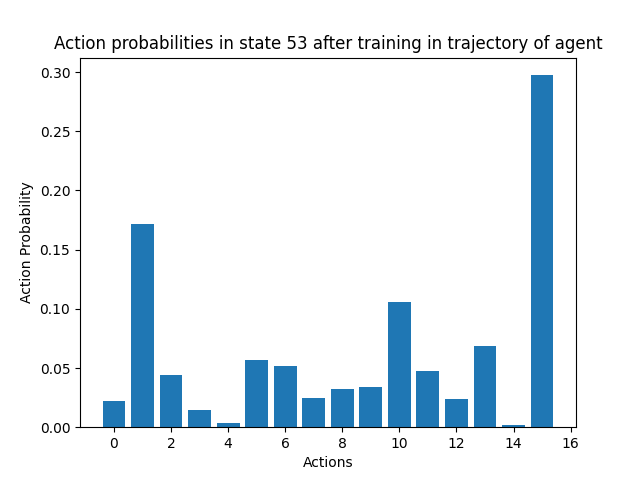 Action probabilities in state 53 after training in trajectory of agent
0.30
0.25
0.20
0.15
0.10
0.05
0.00
Action Probability
0 2 4 6 8 10 12 14 16
Actions